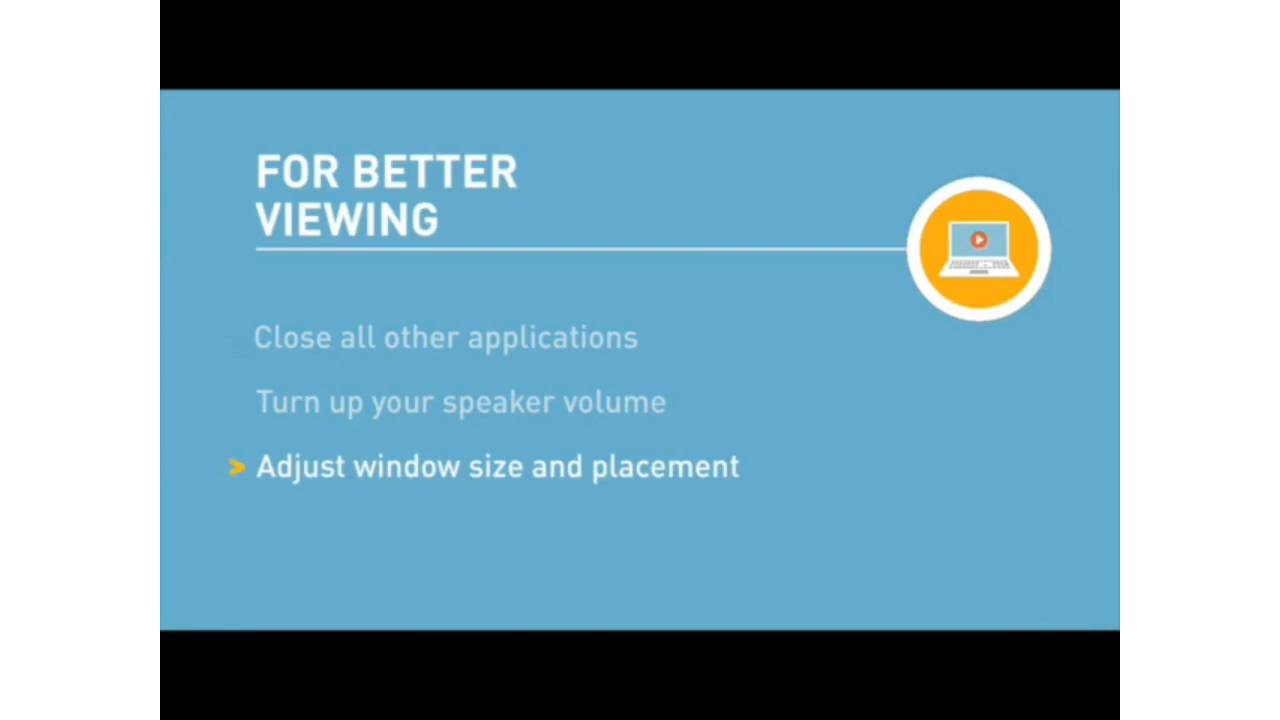 FOR BETTER
VIEWING
Close all other applications
Turn up your speaker volume
> Adjust window size and placement